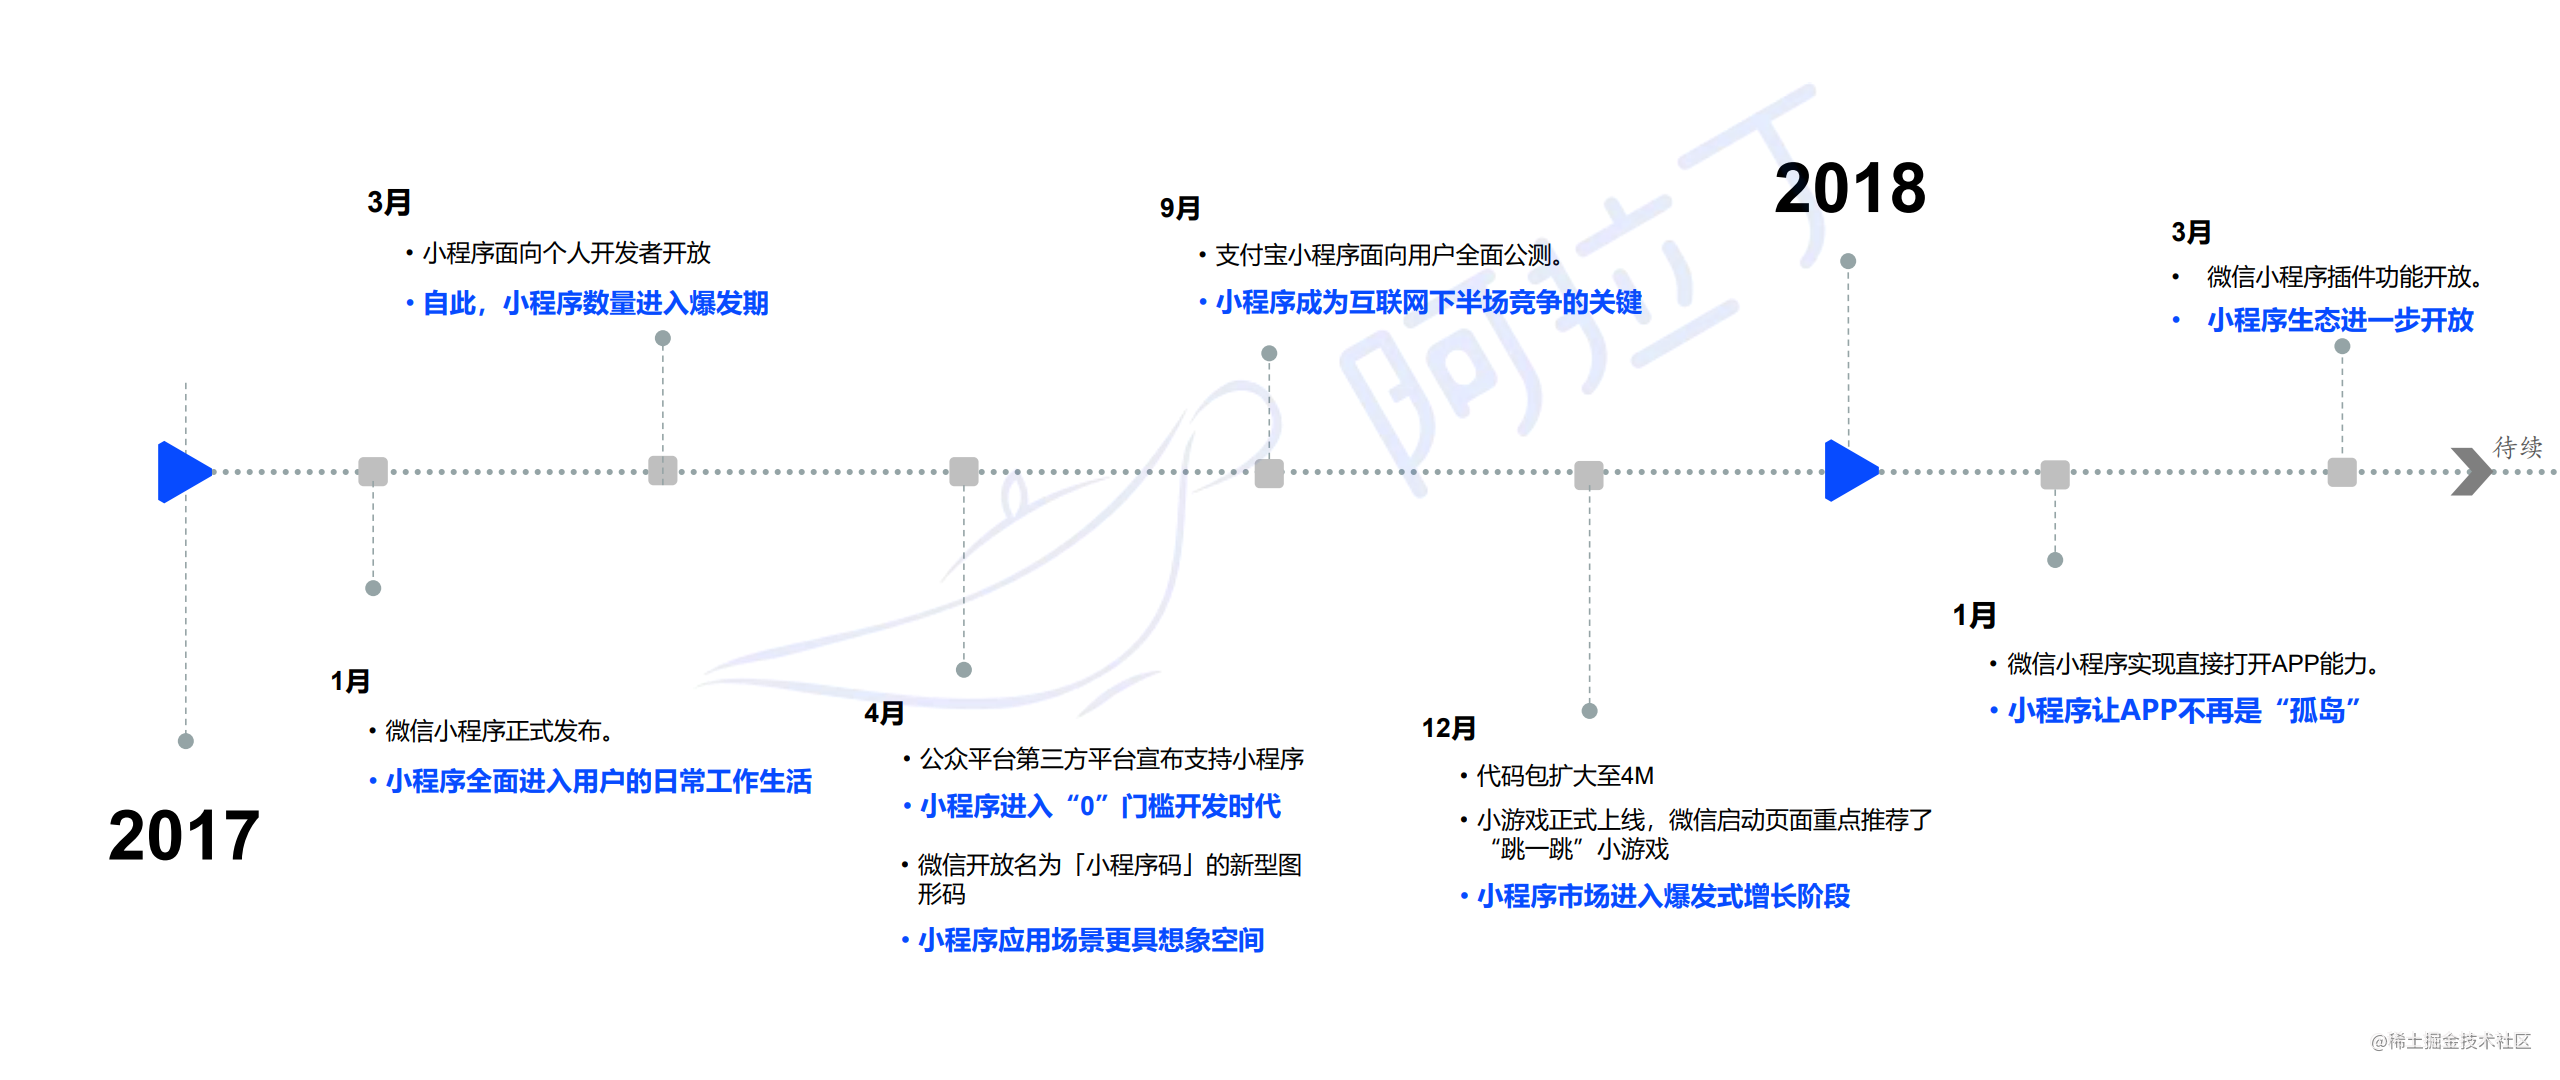 2017
1月
• 微信小程序正式发布。
• 小程序全面进入用户的日常工作生活
3月
• 小程序面向个人开发者开放
• 自此，小程序数量进入爆发期
4月
• 公众平台第三方平台宣布支持小程序
• 小程序进入“0”门槛开发时代
• 微信开放名为「小程序码」的新型图
形码
• 小程序应用场景更具想象空间
9月
• 支付宝小程序面向用户全面公测。
• 小程序成为互联网下半场竞争的关键
12月
• 代码包扩大至4M
• 小游戏正式上线，微信启动页面重点推荐了
“跳一跳”小游戏
• 小程序市场进入爆发式增长阶段
2018
1月
• 微信小程序实现直接打开APP能力。
• 小程序让APP不再是“孤岛”
3月
• 微信小程序插件功能开放。
• 小程序生态进一步开放
待续
阿拉丁
@稀土掘金技术社区